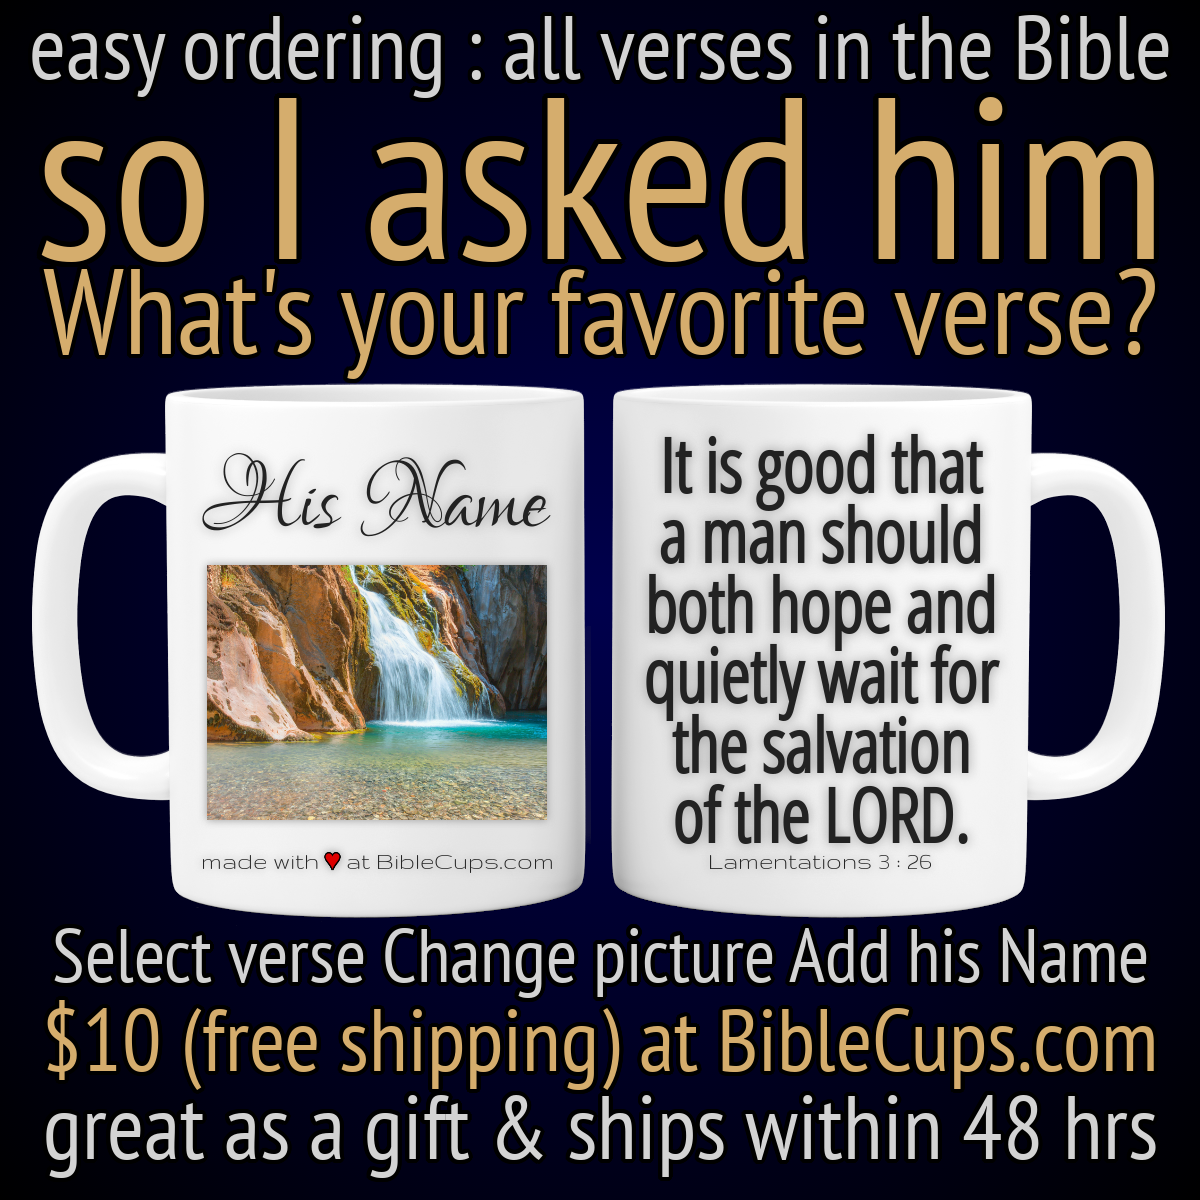 easy ordering : all verses in the Bible
so I asked him
What's your favorite verse?
His Name
made with ♥ at BibleCups.com
It is good that
a man should
both hope and
quietly wait for
the salvation
of the LORD.
Lamentations 3 : 26
Select verse Change picture Add his Name
$10 (free shipping) at BibleCups.com
great as a gift & ships within 48 hrs